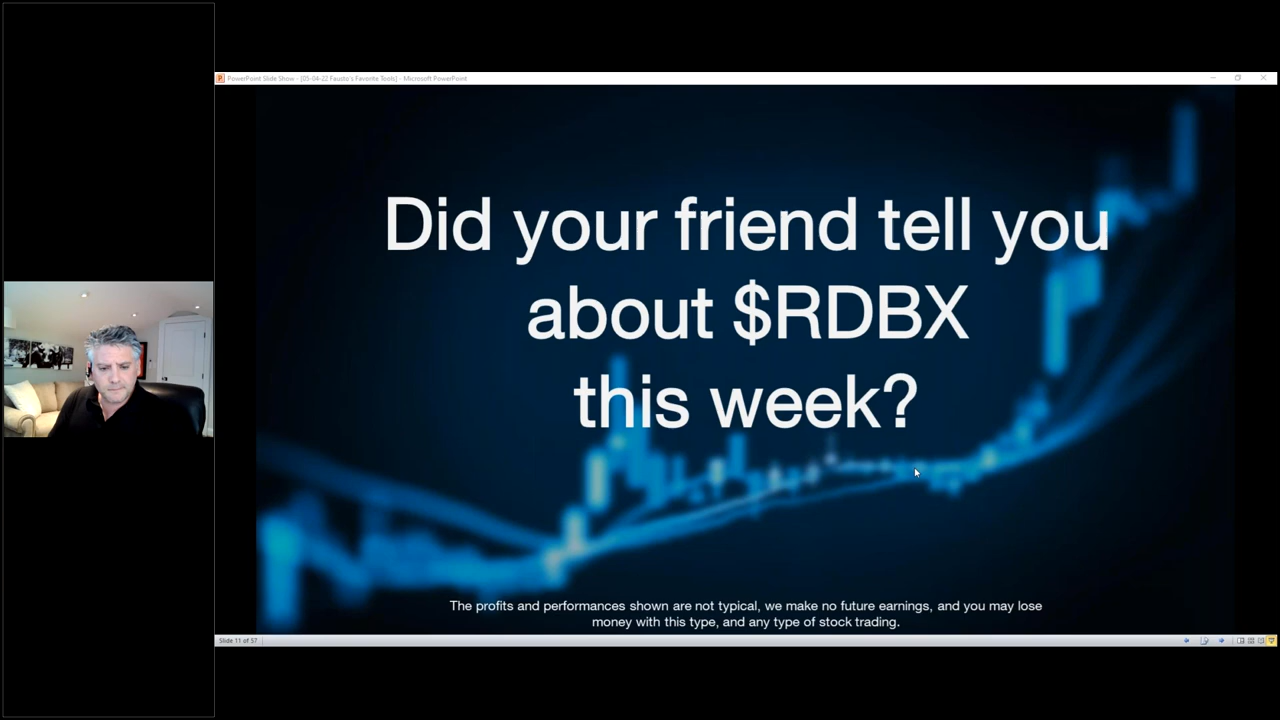 PowerPoint Slide Show - [05-04-22 Fausto's Favorite Tools] - Microsoft PowerPoint
Did your friend tell you
about $RDBX
this week?
The profits and performances shown are not typical, we make no future earnings, and you may lose
money with this type, and any type of stock trading.
Slide 11 of 57